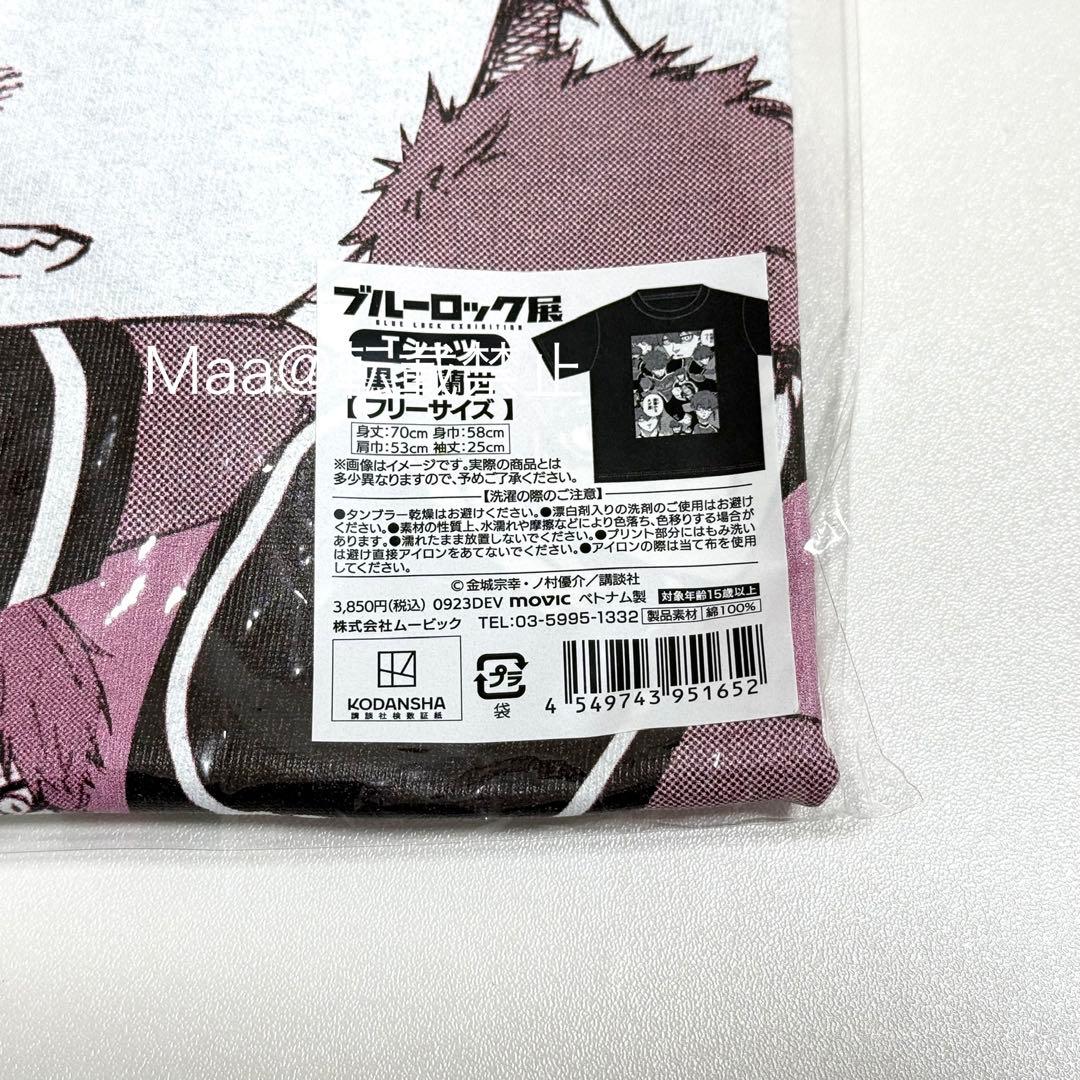 ブルーロック展
BLUE LOCK EXHIBITION
Tシャツ
Maa@
蘭世
【フリーサイズ】
身丈:70cm 身巾:58cm
肩巾:53cm 袖丈:25cm
※画像はイメージです。実際の商品とは
多少異なりますので、予めご了承ください。
【洗濯の際のご注意】
●タンブラー乾燥はお避けください。●漂白剤入りの洗剤のご使用はお避け
ください。●素材の性質上、水濡れや摩擦などにより色落ち、色移りする場合が
あります。●濡れたまま放置しないでください。●プリント部分にはもみ洗い
は避け直接アイロンをあてないでください。●アイロンの際は当て布を使用
してください。
©金城宗幸・ノ村優介/講談社
3,850円(税込) 0923DEV movic ベトナム製 対象年齢15歳以上
株式会社ムービック TEL:03-5995-1332 製品素材 綿100%
KODANSHA
講談社検数証紙
プラ
袋
4 549743 951652